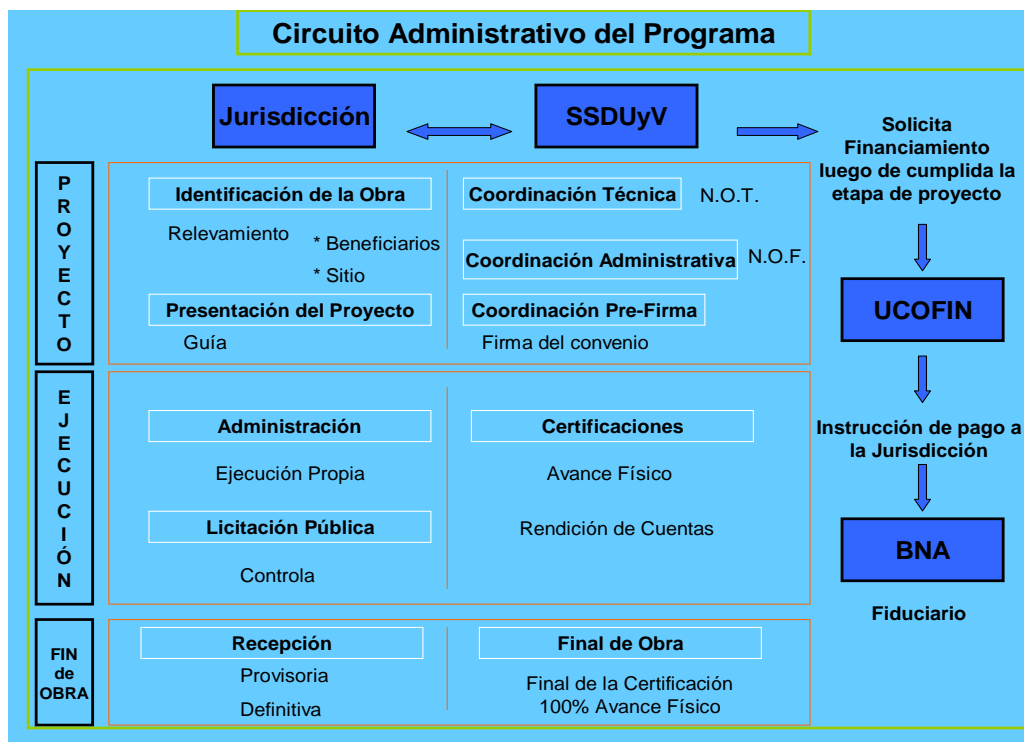 Circuito Administrativo del Programa
Jurisdicción
SSDUyV
Solicita
Financiamiento
luego de cumplida la
etapa de proyecto
UCOFIN
Instrucción de pago a
la Jurisdicción
BNA
Fiduciario
PROYECTO
Identificación de la Obra
Relevamiento
* Beneficiarios
* Sitio
Presentación del Proyecto
Guía
Coordinación Técnica
N.O.T.
Coordinación Administrativa
N.O.F.
Coordinación Pre-Firma
Firma del convenio
EJECUCIÓN
Administración
Ejecución Propia
Licitación Pública
Controla
Certificaciones
Avance Físico
Rendición de Cuentas
FIN
de
OBRA
Recepción
Provisoria
Definitiva
Final de Obra
Final de la Certificación
100% Avance Físico